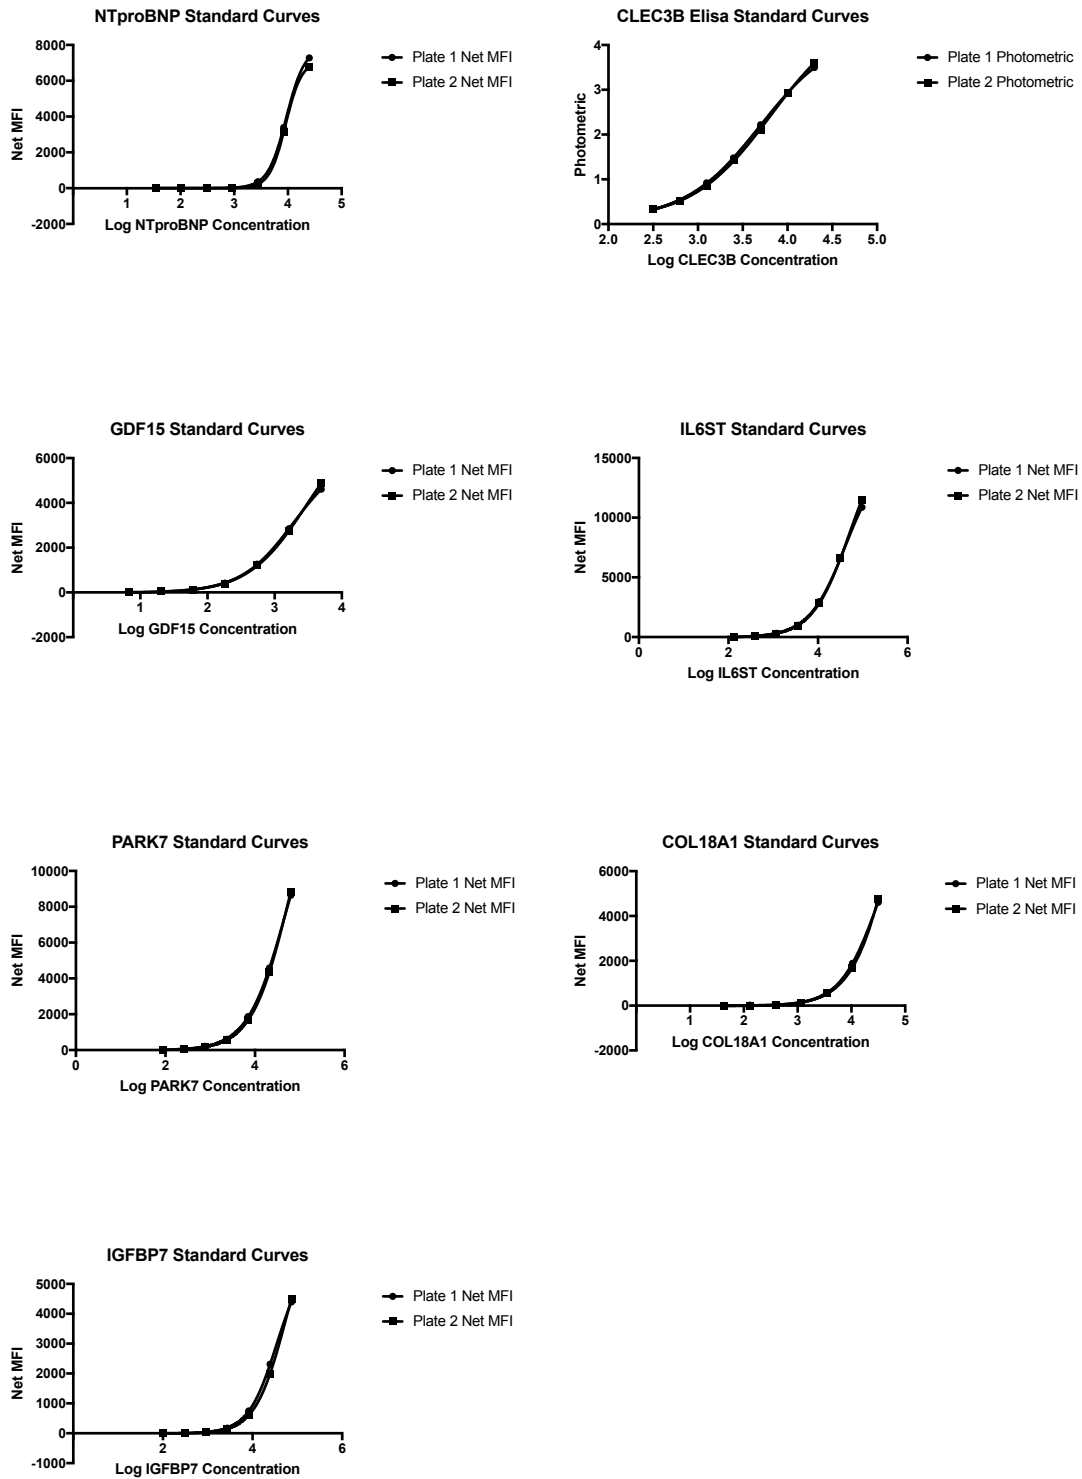 NTproBNP Standard Curves
8000
6000
4000
2000
0
-2000
Net MFI
1 2 3 4 5
Log NTproBNP Concentration
Plate 1 Net MFI
Plate 2 Net MFI
CLEC3B Elisa Standard Curves
4
3
2
1
0
Photometric
2.0 2.5 3.0 3.5 4.0 4.5 5.0
Log CLEC3B Concentration
Plate 1 Photometric
Plate 2 Photometric
GDF15 Standard Curves
6000
4000
2000
0
-2000
Net MFI
1 2 3 4
Log GDF15 Concentration
Plate 1 Net MFI
Plate 2 Net MFI
IL6ST Standard Curves
15000
10000
5000
0
Net MFI
0 2 4 6
Log IL6ST Concentration
Plate 1 Net MFI
Plate 2 Net MFI
PARK7 Standard Curves
10000
8000
6000
4000
2000
0
Net MFI
0 2 4 6
Log PARK7 Concentration
Plate 1 Net MFI
Plate 2 Net MFI
COL18A1 Standard Curves
6000
4000
2000
0
-2000
Net MFI
1 2 3 4 5
Log COL18A1 Concentration
Plate 1 Net MFI
Plate 2 Net MFI
IGFBP7 Standard Curves
5000
4000
3000
2000
1000
0
-1000
Net MFI
2 4 6
Log IGFBP7 Concentration
Plate 1 Net MFI
Plate 2 Net MFI